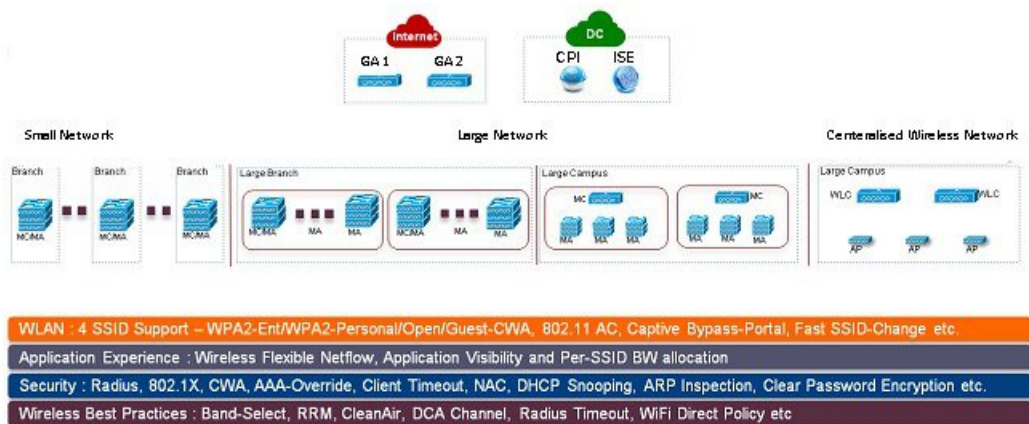 Internet
DC
GA 1 GA 2
CPI ISE
Small Network Large Network Centeralised Wireless Network
Branch Branch Branch Large Branch Large Campus Large Campus
MC MC WLC WLC
MC/MA MC/MA MC/MA MC/MA MA MA MC/MA MA MA MA MA MA MA MA MA AP AP AP
WLAN : 4 SSID Support – WPA2-Ent/WPA2-Personal/Open/Guest-CWA, 802.11 AC, Captive Bypass-Portal, Fast SSID-Change etc.
Application Experience : Wireless Flexible Netflow, Application Visibility and Per-SSID BW allocation
Security : Radius, 802.1X, CWA, AAA-Override, Client Timeout, NAC, DHCP Snooping, ARP Inspection, Clear Password Encryption etc.
Wireless Best Practices : Band-Select, RRM, CleanAir, DCA Channel, Radius Timeout, WiFi Direct Policy etc